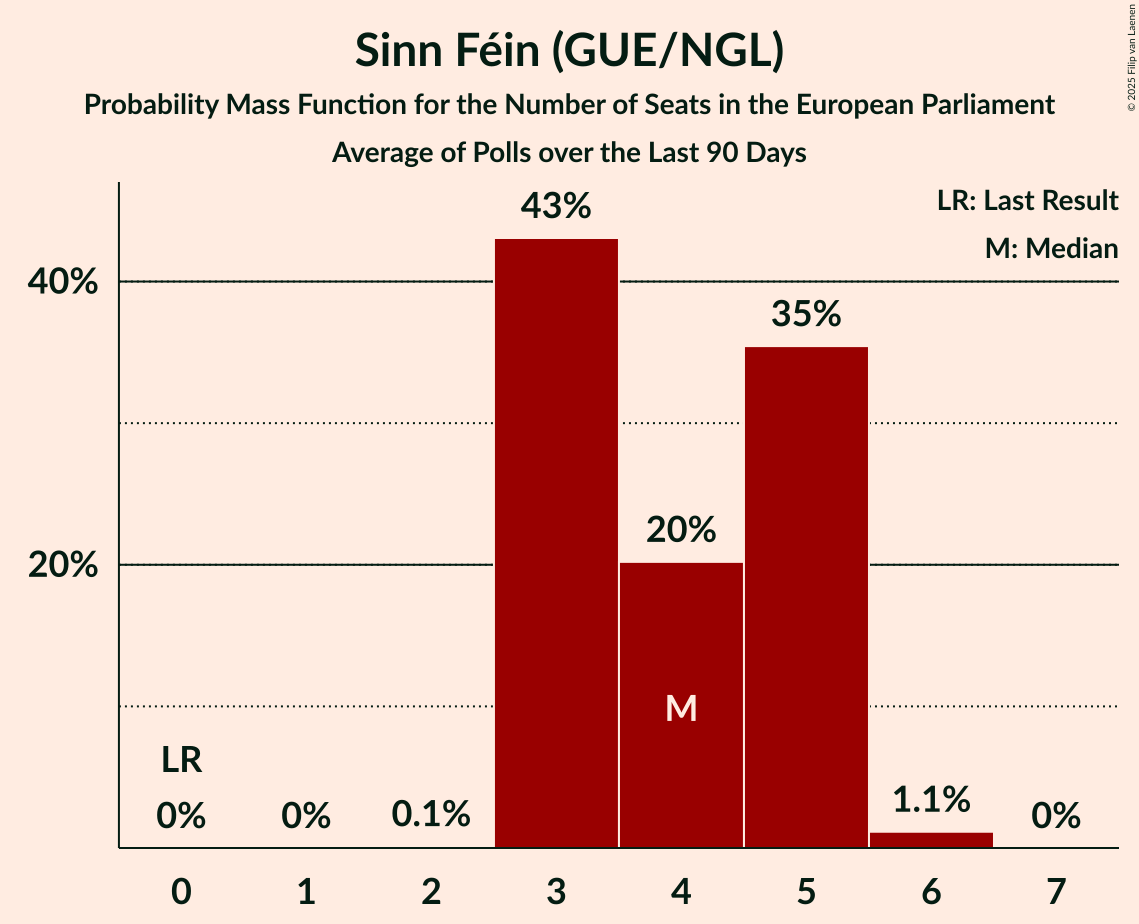 Sinn Féin (GUE/NGL)
Probability Mass Function for the Number of Seats in the European Parliament
Average of Polls over the Last 90 Days
© 2025 Filip van Laenen
LR: Last Result
M: Median
43%
40%
35%
20%
20%
M
LR
0%
0%
0.1%
1.1%
0%
0
1
2
3
4
5
6
7